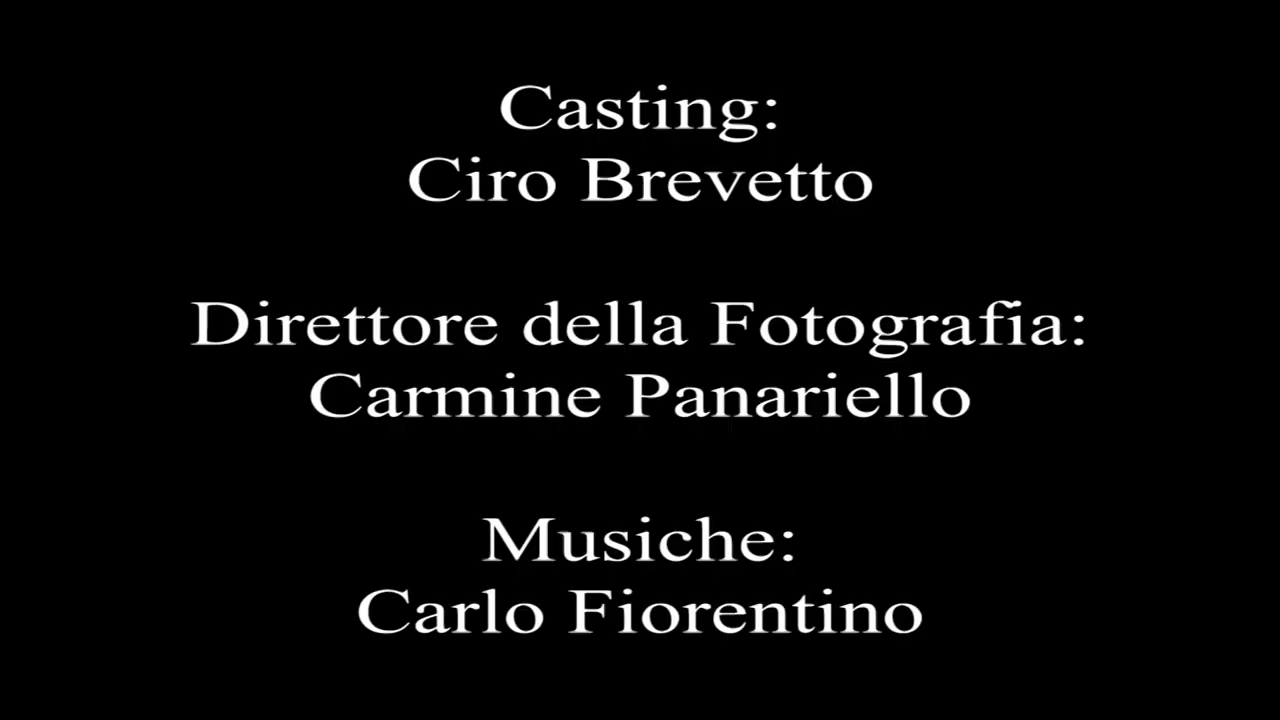 Casting:
Ciro Brevetto
Direttore della Fotografia:
Carmine Panariello
Musiche:
Carlo Fiorentino